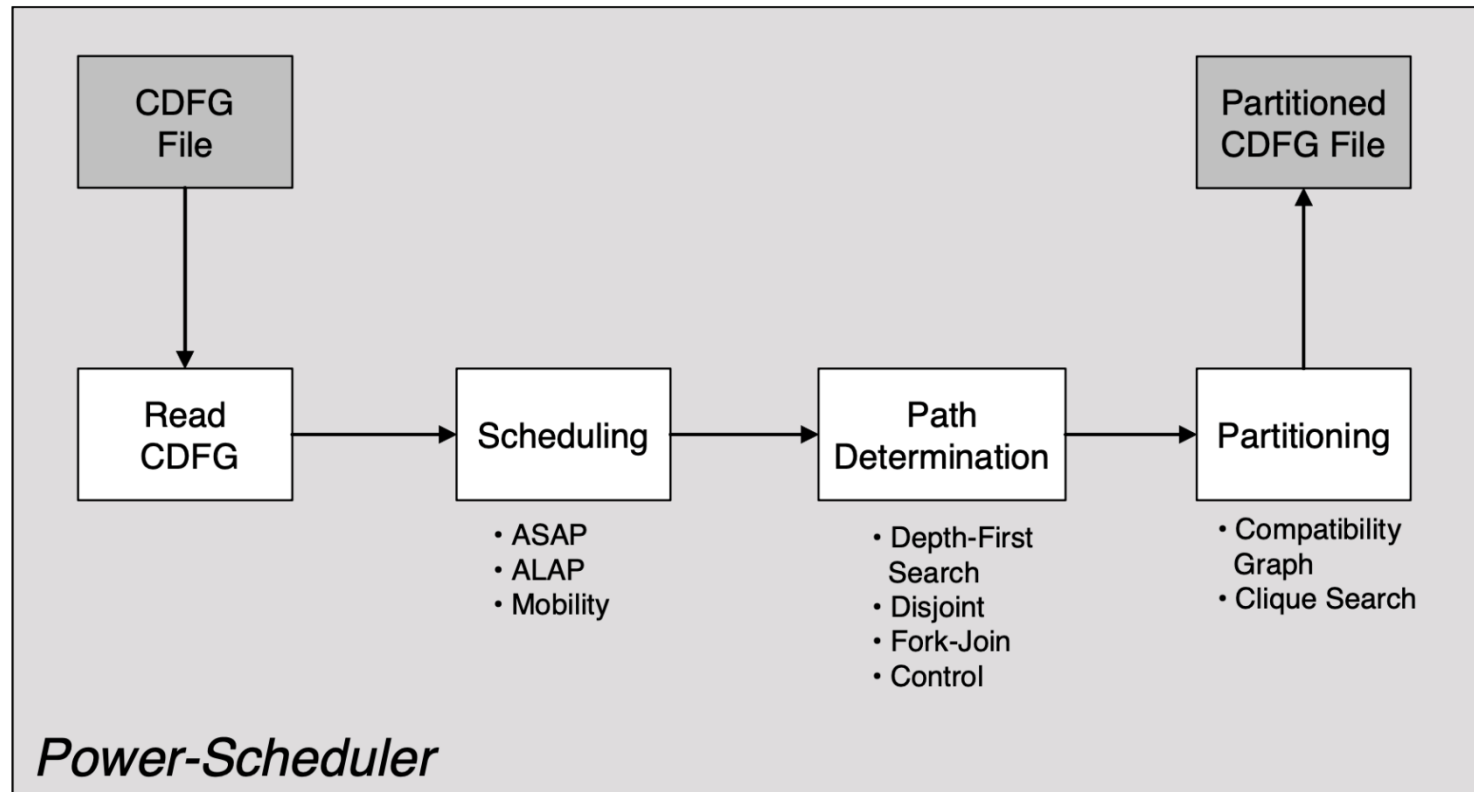 CDFG
File
Partitioned
CDFG File
Read
CDFG
Scheduling
Path
Determination
Partitioning
• ASAP
• ALAP
• Mobility
• Depth-First
Search
• Disjoint
• Fork-Join
• Control
• Compatibility
Graph
• Clique Search
Power-Scheduler